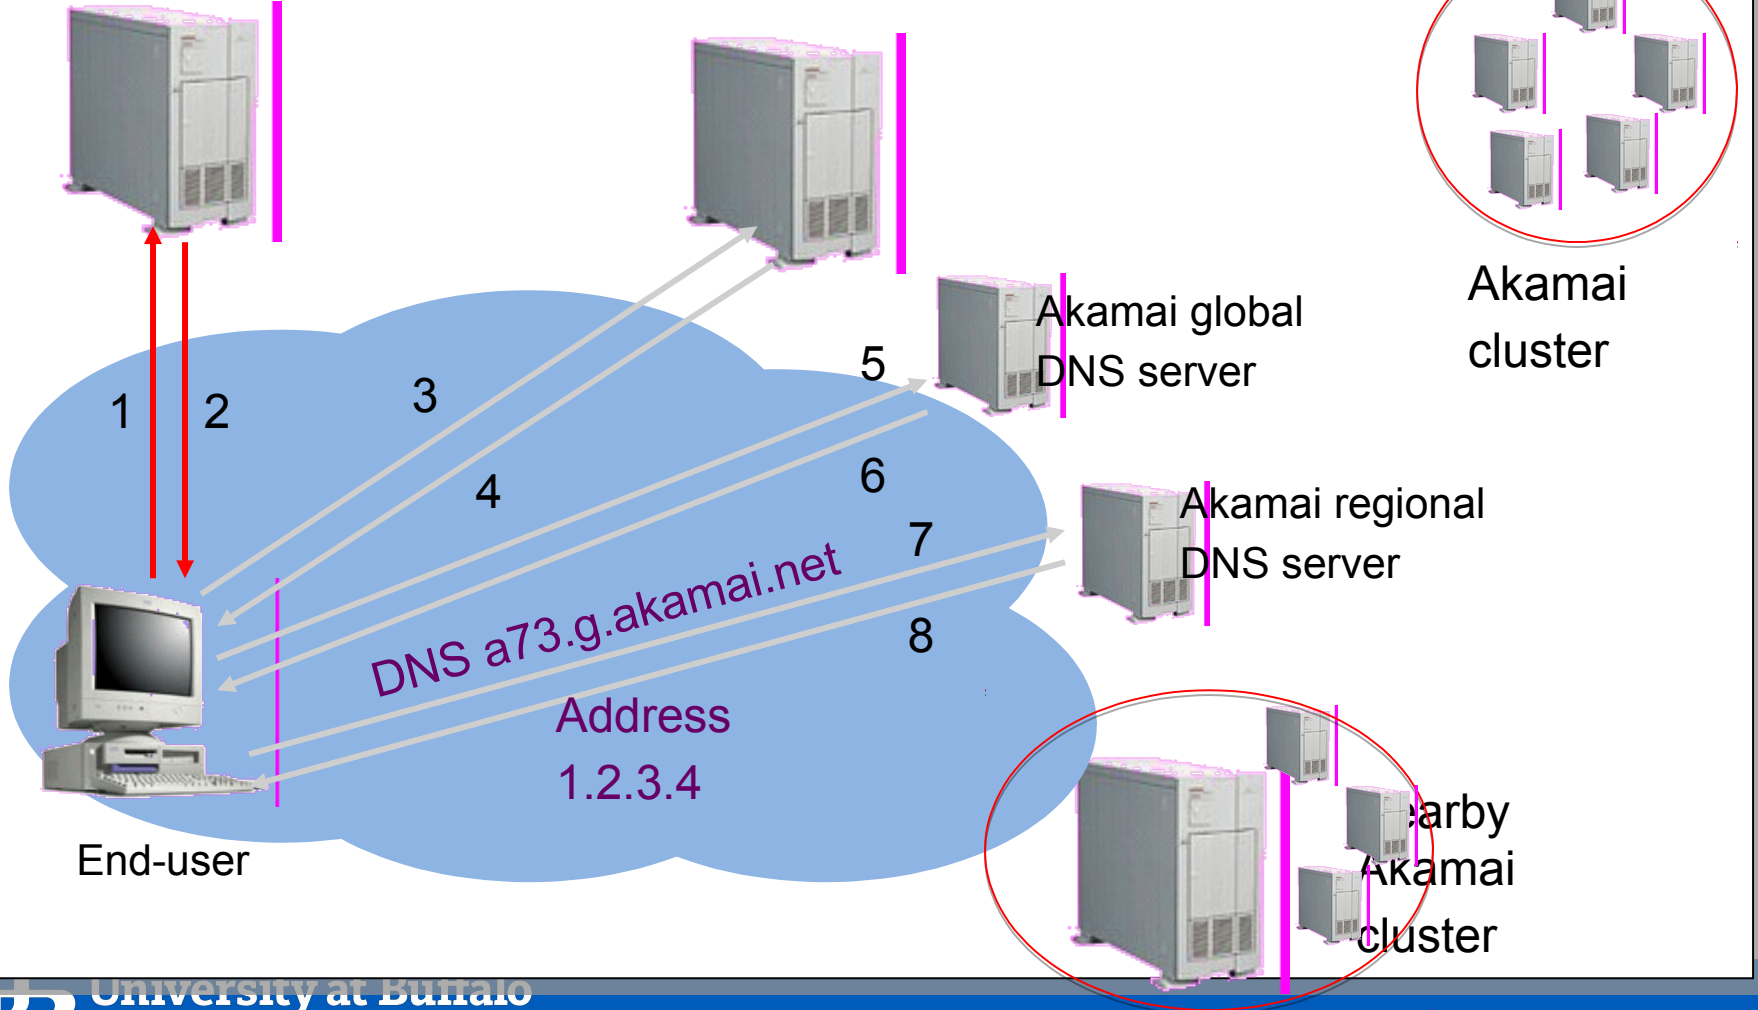 Akamai
cluster
Akamai global
DNS server
5
3
1
2
6
4
Akamai regional
DNS server
7
DNS a73.g.akamai.net
8
Address
1.2.3.4
End-user
Akamai
cluster
University at Buffalo